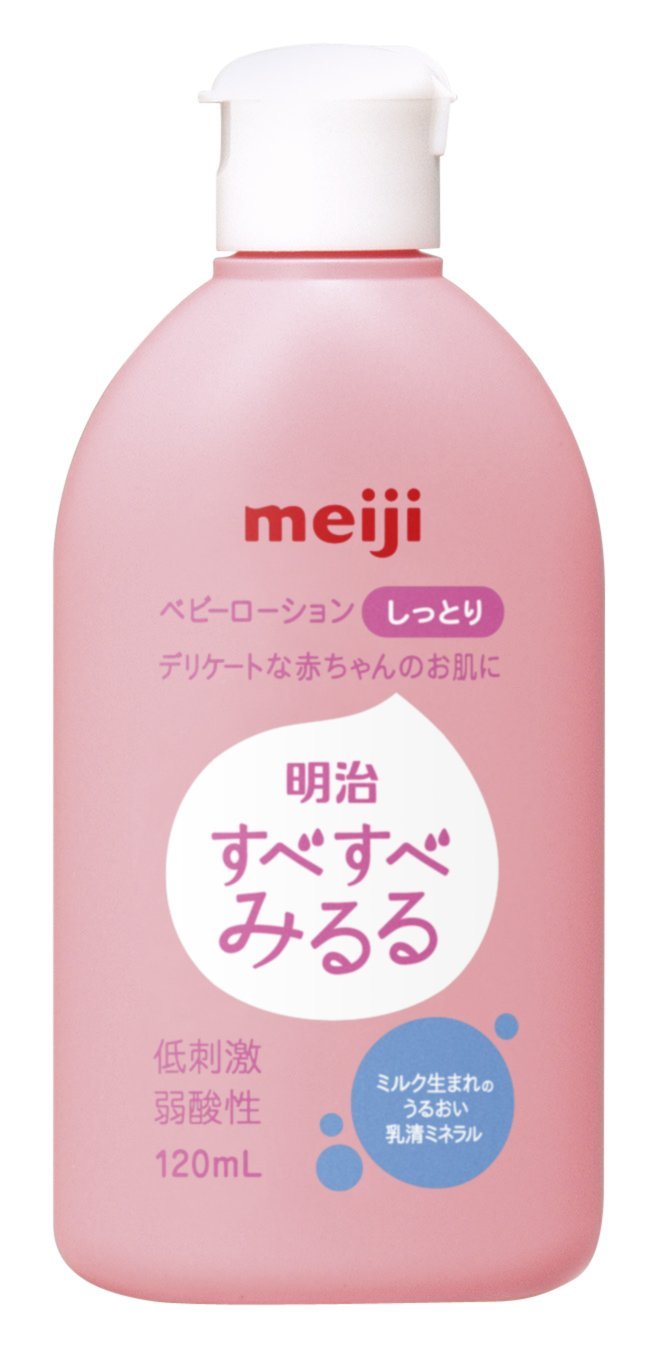 meiji
ベビーローション しっとり
デリケートな赤ちゃんのお肌に
明治
すべすべ
みるる
低刺激
弱酸性
120mL
ミルク生まれの
うるおい
乳清ミネラル